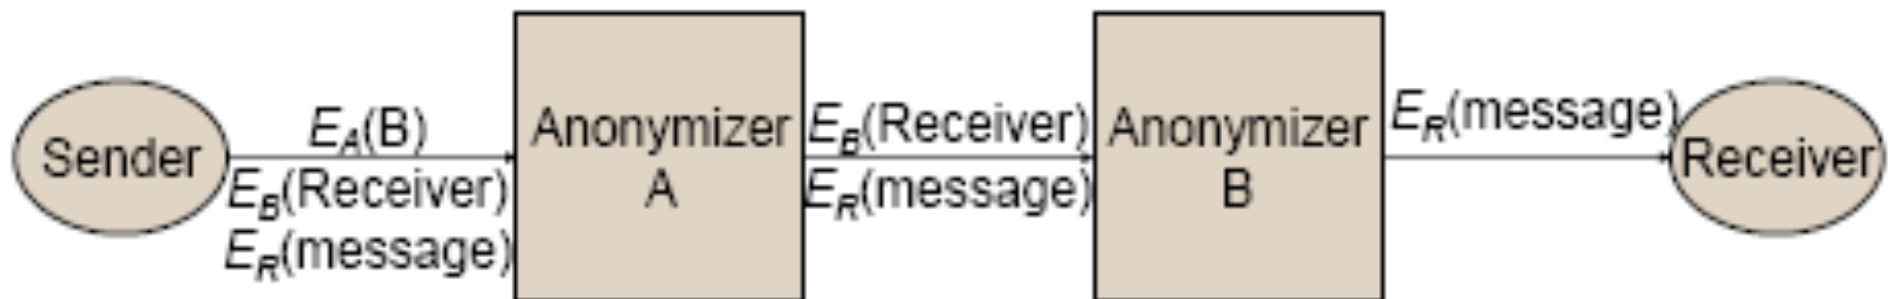 Sender
E_A(B)
E_B(Receiver)
E_R(message)
Anonymizer
A
E_B(Receiver)
E_R(message)
Anonymizer
B
E_R(message)
Receiver